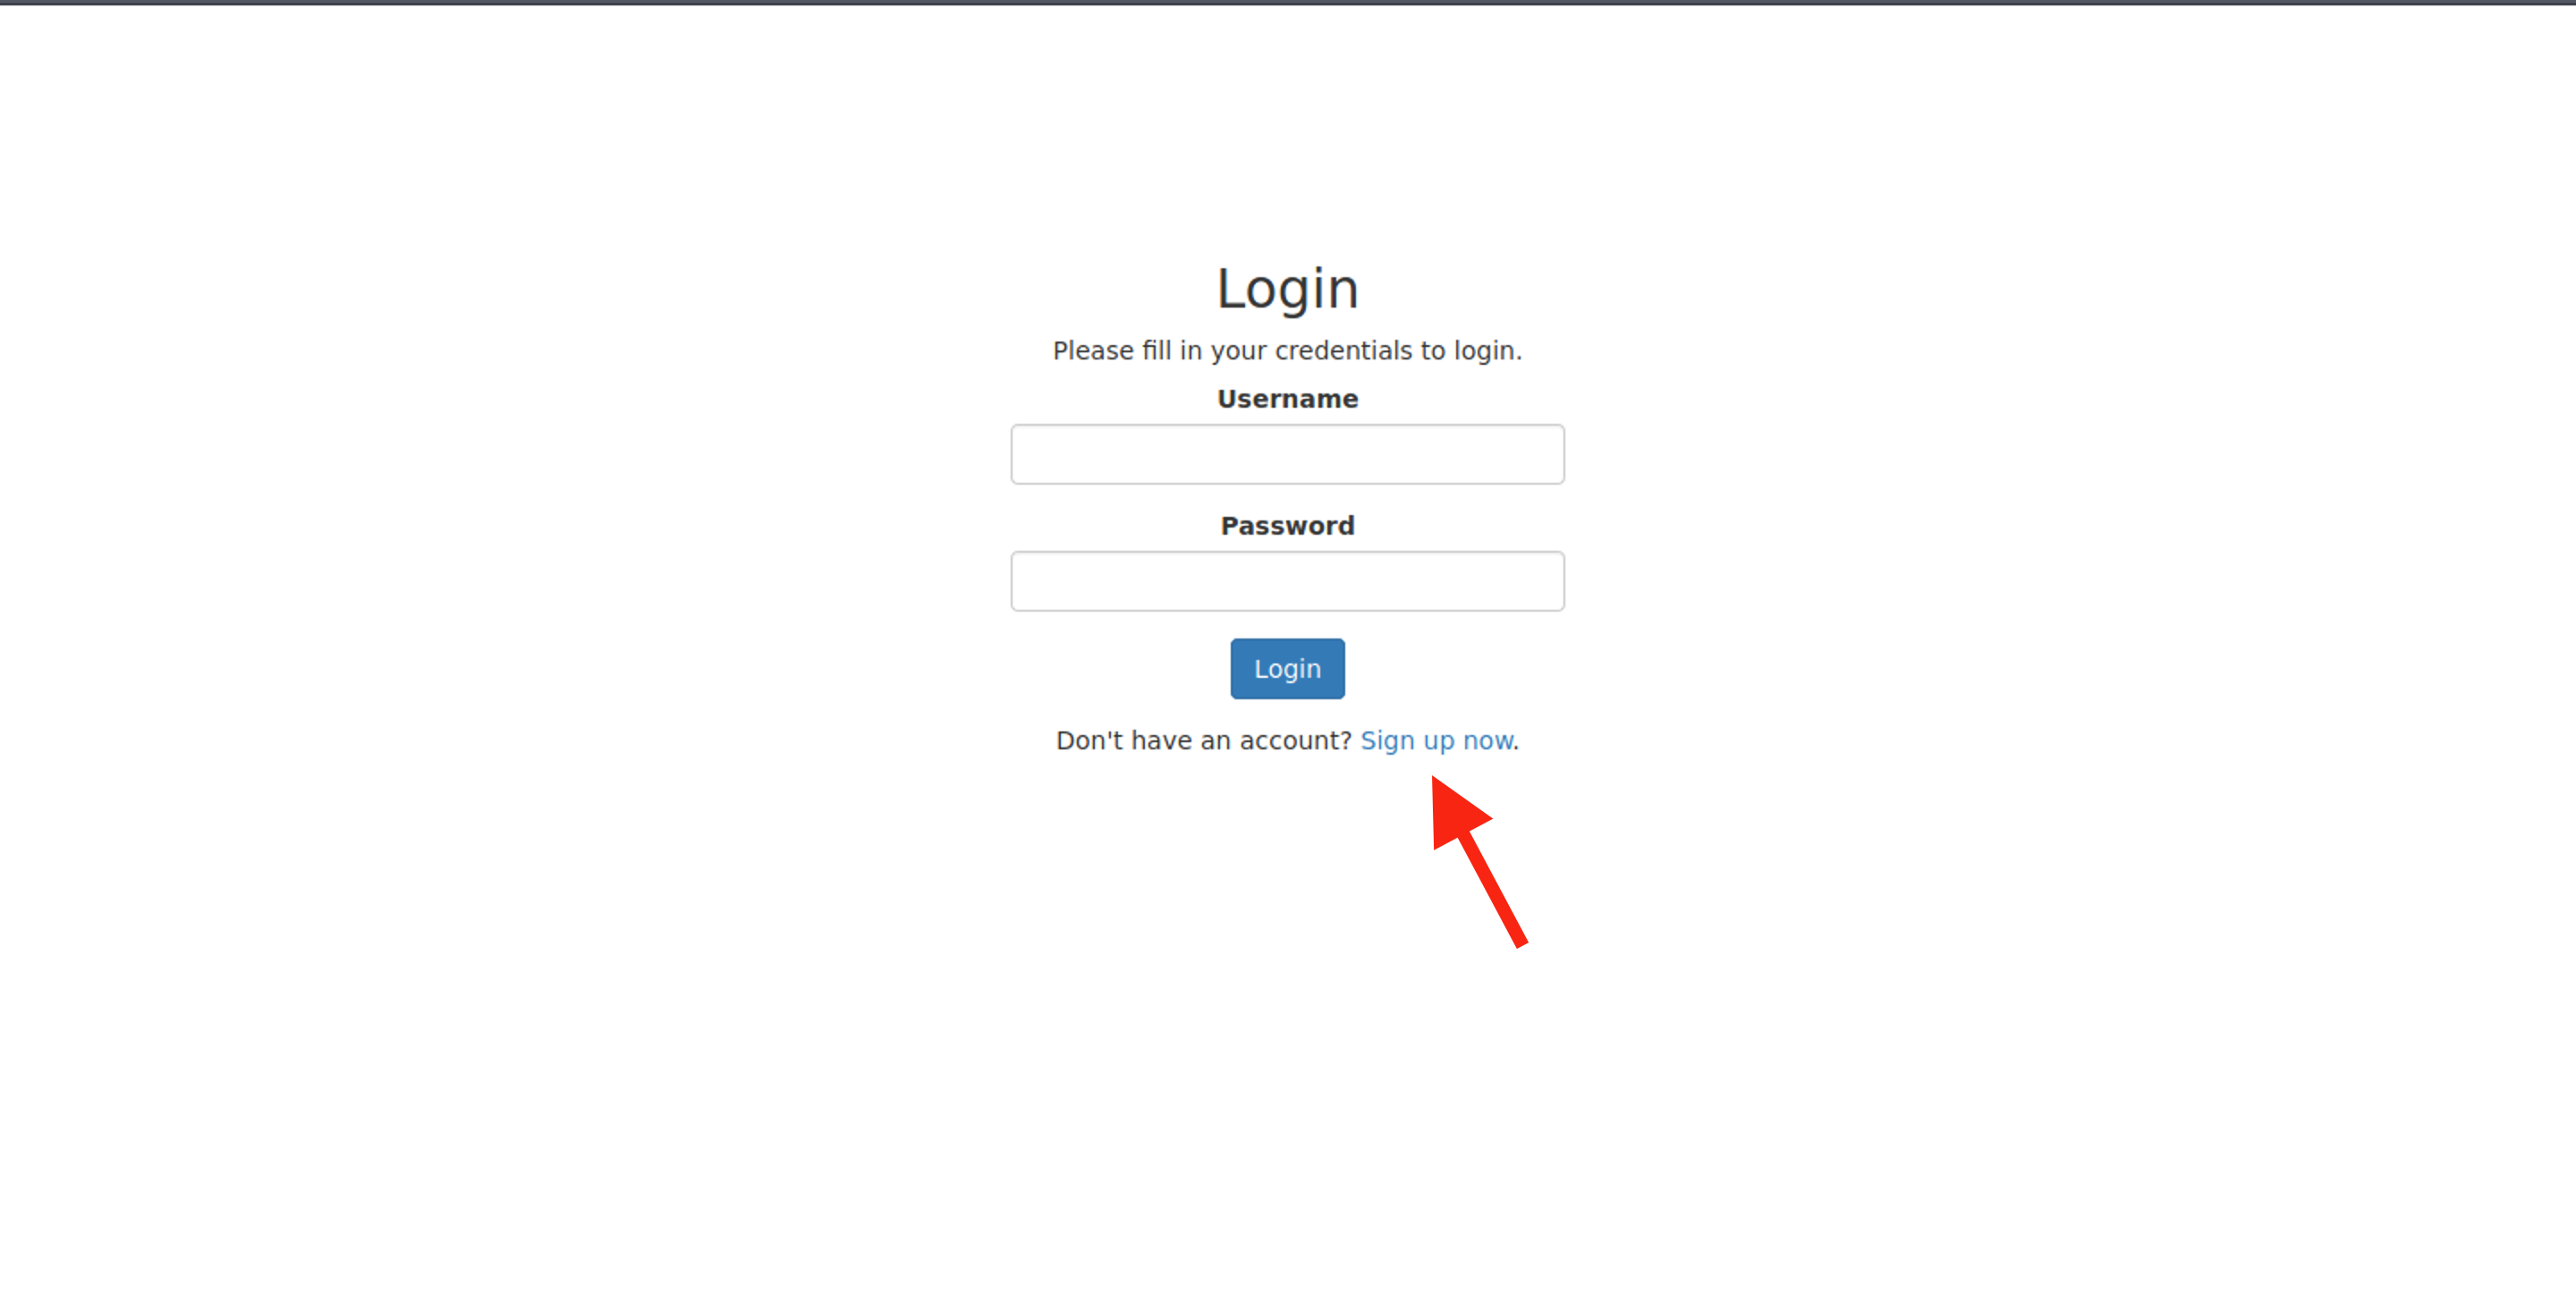 Login
Please fill in your credentials to login.
Username
Password
Login
Don't have an account? Sign up now.